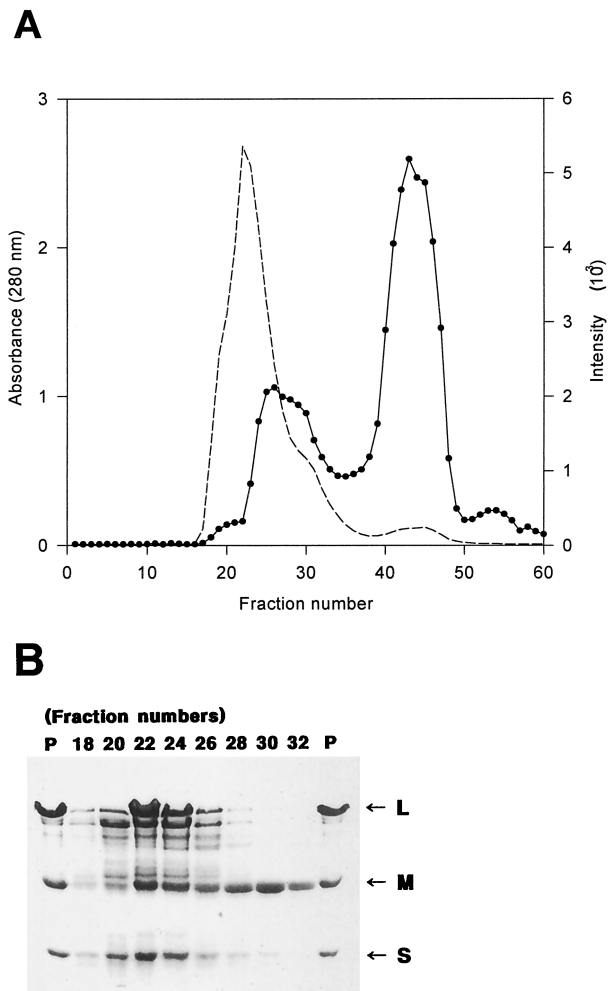 A
3
2
1
0
Absorbance (280 nm)
6
5
4
3
2
1
0
Intensity (10³)
0 10 20 30 40 50 60
Fraction number
B
(Fraction numbers)
P 18 20 22 24 26 28 30 32 P
← L
← M
← S